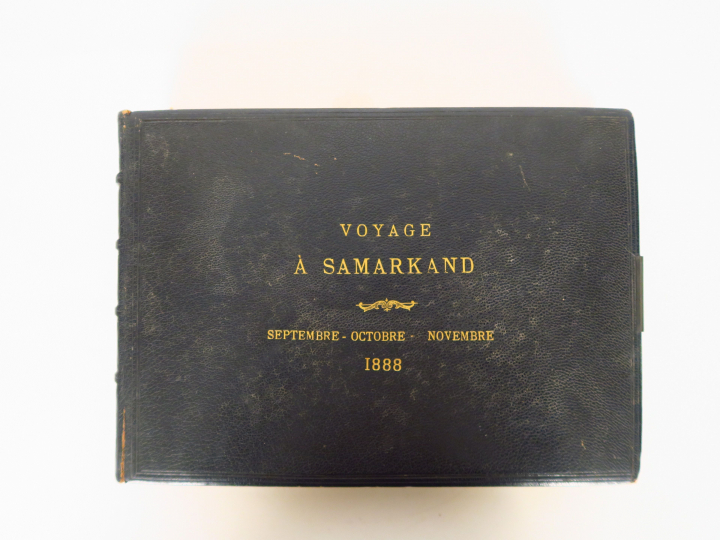 VOYAGE
À SAMARKAND
SEPTEMBRE - OCTOBRE - NOVEMBRE
1888